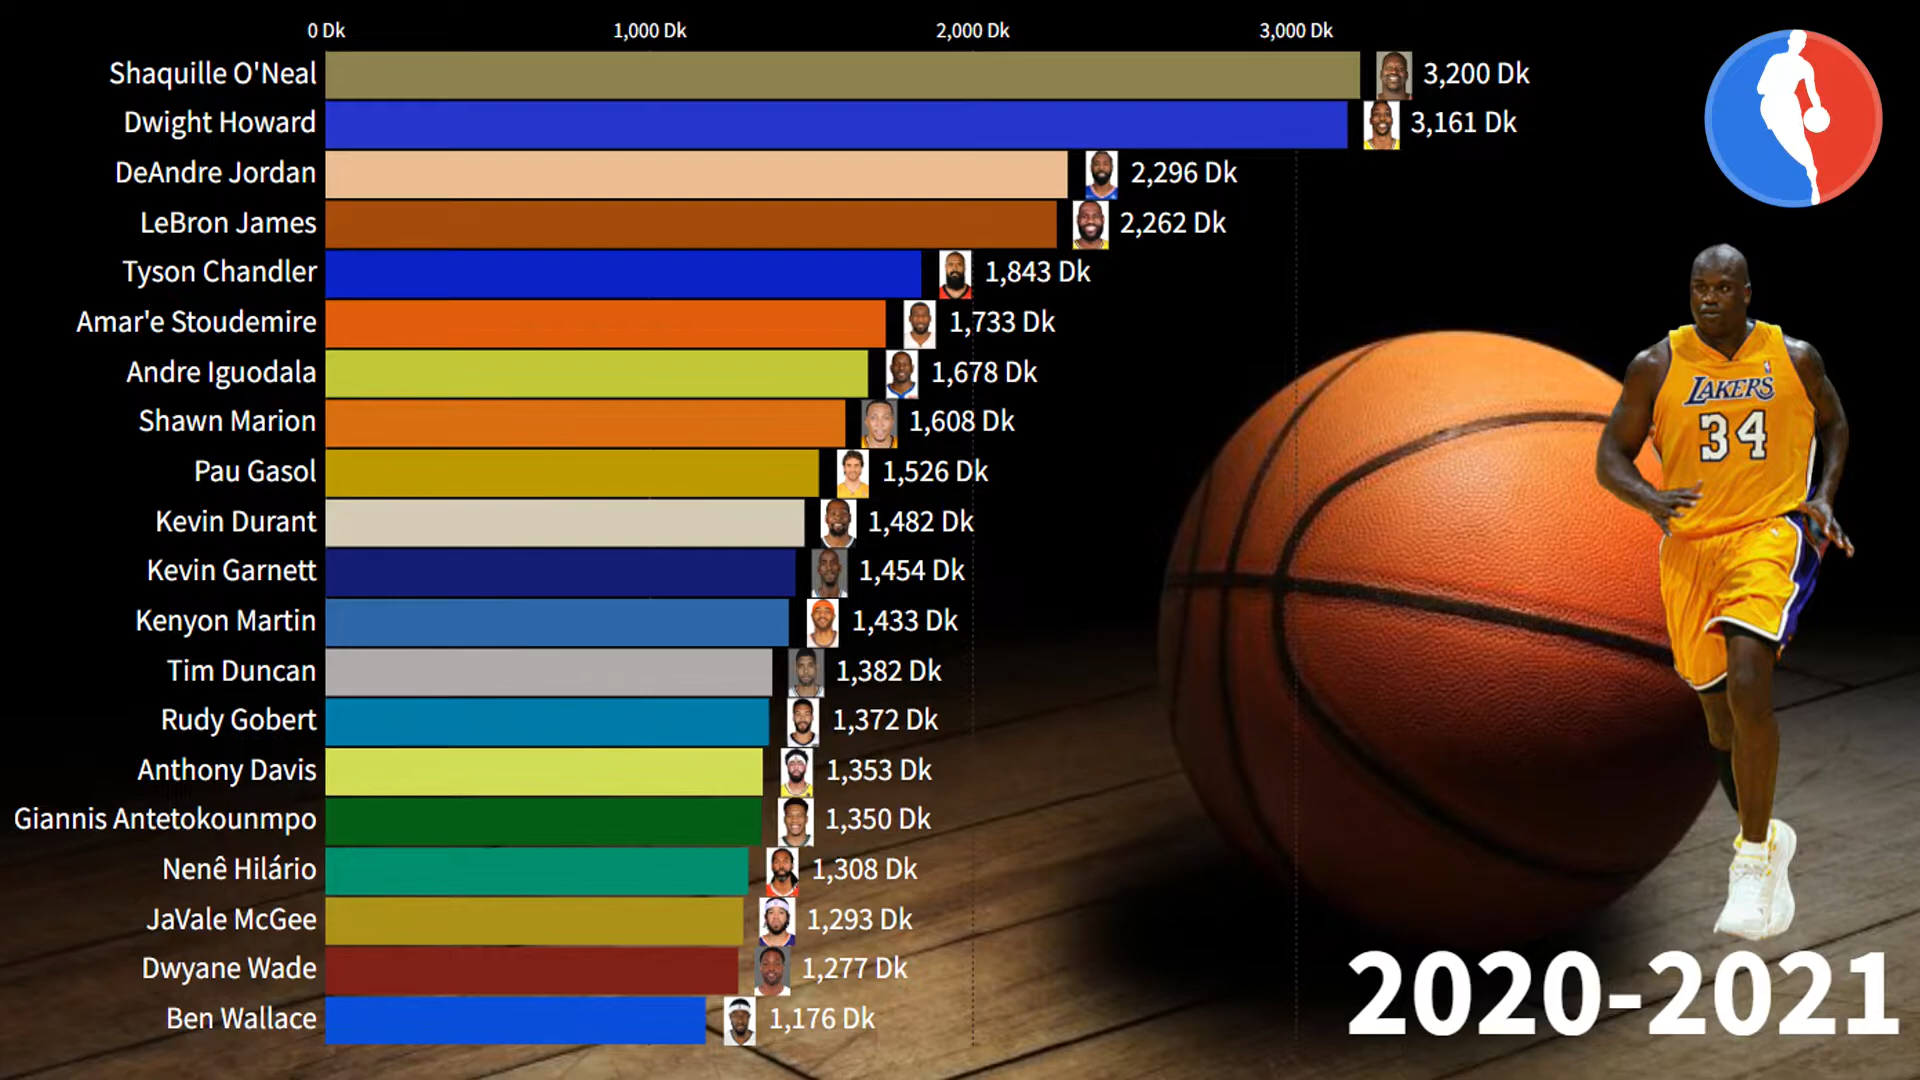 0 Dk 1,000 Dk 2,000 Dk 3,000 Dk
Shaquille O'Neal 3,200 Dk
Dwight Howard 3,161 Dk
DeAndre Jordan 2,296 Dk
LeBron James 2,262 Dk
Tyson Chandler 1,843 Dk
Amar'e Stoudemire 1,733 Dk
Andre Iguodala 1,678 Dk
Shawn Marion 1,608 Dk
Pau Gasol 1,526 Dk
Kevin Durant 1,482 Dk
Kevin Garnett 1,454 Dk
Kenyon Martin 1,433 Dk
Tim Duncan 1,382 Dk
Rudy Gobert 1,372 Dk
Anthony Davis 1,353 Dk
Giannis Antetokounmpo 1,350 Dk
Nenê Hilário 1,308 Dk
JaVale McGee 1,293 Dk
Dwyane Wade 1,277 Dk
Ben Wallace 1,176 Dk
LAKERS
34
2020-2021